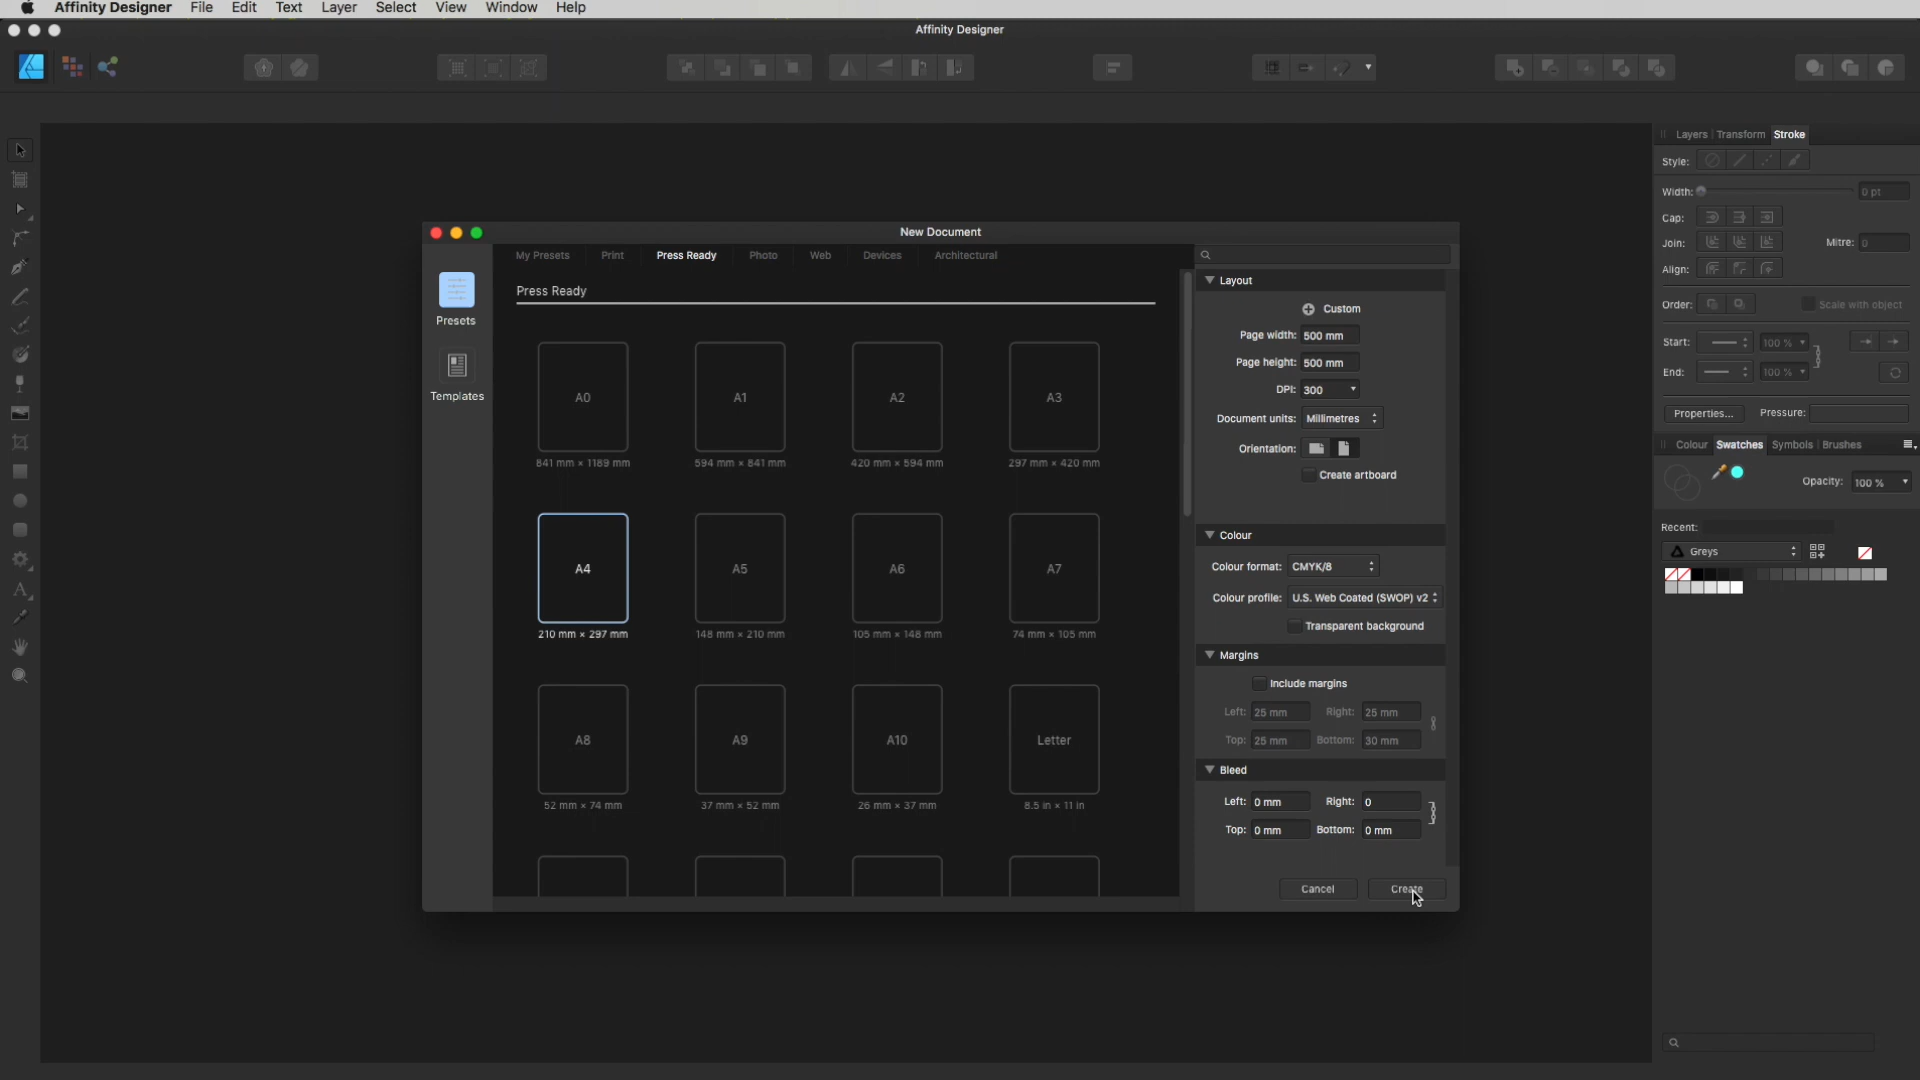 Affinity Designer File Edit Text Layer Select View Window Help
Affinity Designer
Layers Transform Stroke
Style:
Width: 0 pt
Cap:
Join: Mitre: 0
Align:
Order: Scale with object
Start: 100 %
End: 100 %
Properties... Pressure:
Colour Swatches Symbols Brushes
Opacity: 100 %
Recent:
Greys
New Document
My Presets Print Press Ready Photo Web Devices Architectural
Presets
Templates
Press Ready
A0 A1 A2 A3
841 mm × 1189 mm 594 mm × 841 mm 420 mm × 594 mm 297 mm × 420 mm
A4 A5 A6 A7
210 mm × 297 mm 148 mm × 210 mm 105 mm × 148 mm 74 mm × 105 mm
A8 A9 A10 Letter
52 mm × 74 mm 37 mm × 52 mm 26 mm × 37 mm 8.5 in × 11 in
Layout
Custom
Page width: 500 mm
Page height: 500 mm
DPI: 300
Document units: Millimetres
Orientation:
Create artboard
Colour
Colour format: CMYK/8
Colour profile: U.S. Web Coated (SWOP) v2
Transparent background
Margins
Include margins
Left: 25 mm Right: 25 mm
Top: 25 mm Bottom: 30 mm
Bleed
Left: 0 mm Right: 0
Top: 0 mm Bottom: 0 mm
Cancel Create